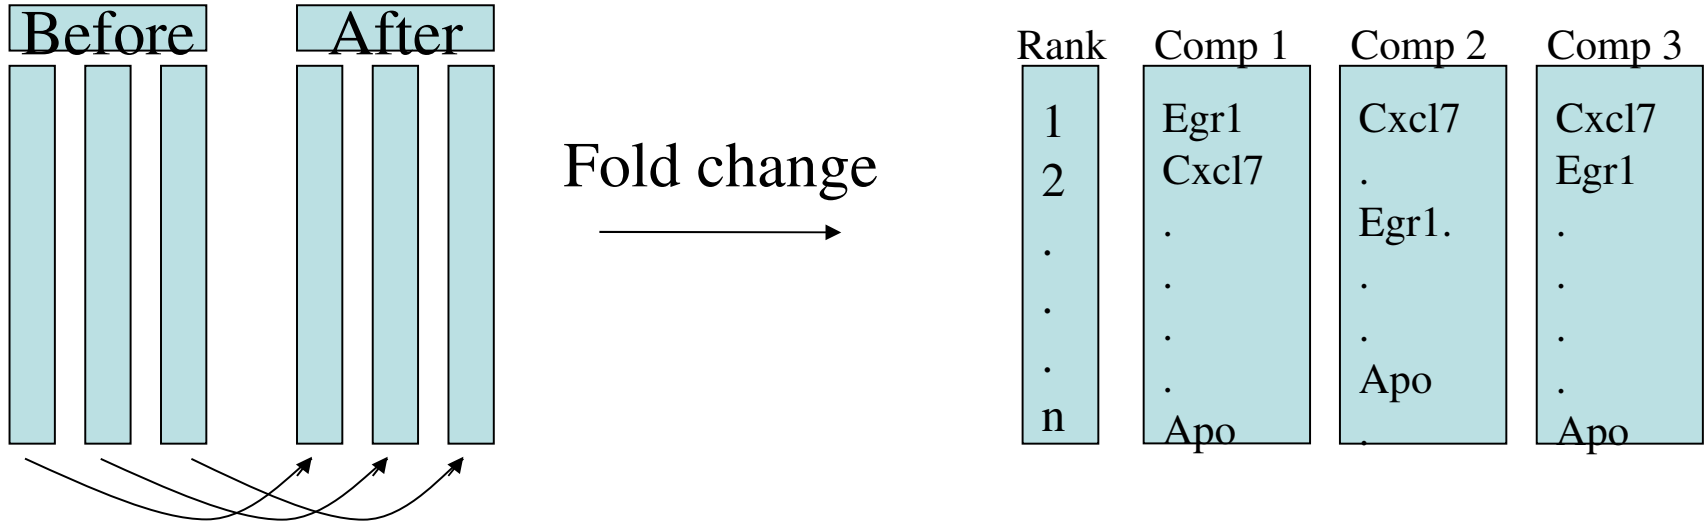 Before After
Fold change
Rank Comp 1 Comp 2 Comp 3
1 Egr1 Cxcl7 Cxcl7
2 Cxcl7 . Egr1
. . Egr1. .
. . . .
. . . .
. Apo .
n Apo . Apo